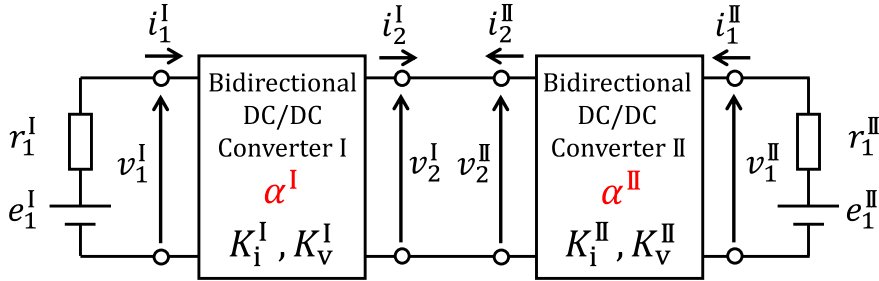 i₁ᴵ
i₂ᴵ
i₂ᴵᴵ
i₁ᴵᴵ
Bidirectional
DC/DC
Converter Ⅰ
αᴵ
Kᵢᴵ , Kᵥᴵ
Bidirectional
DC/DC
Converter Ⅱ
αᴵᴵ
Kᵢᴵᴵ , Kᵥᴵᴵ
r₁ᴵ
e₁ᴵ
v₁ᴵ
v₂ᴵ
v₂ᴵᴵ
v₁ᴵᴵ
r₁ᴵᴵ
e₁ᴵᴵ